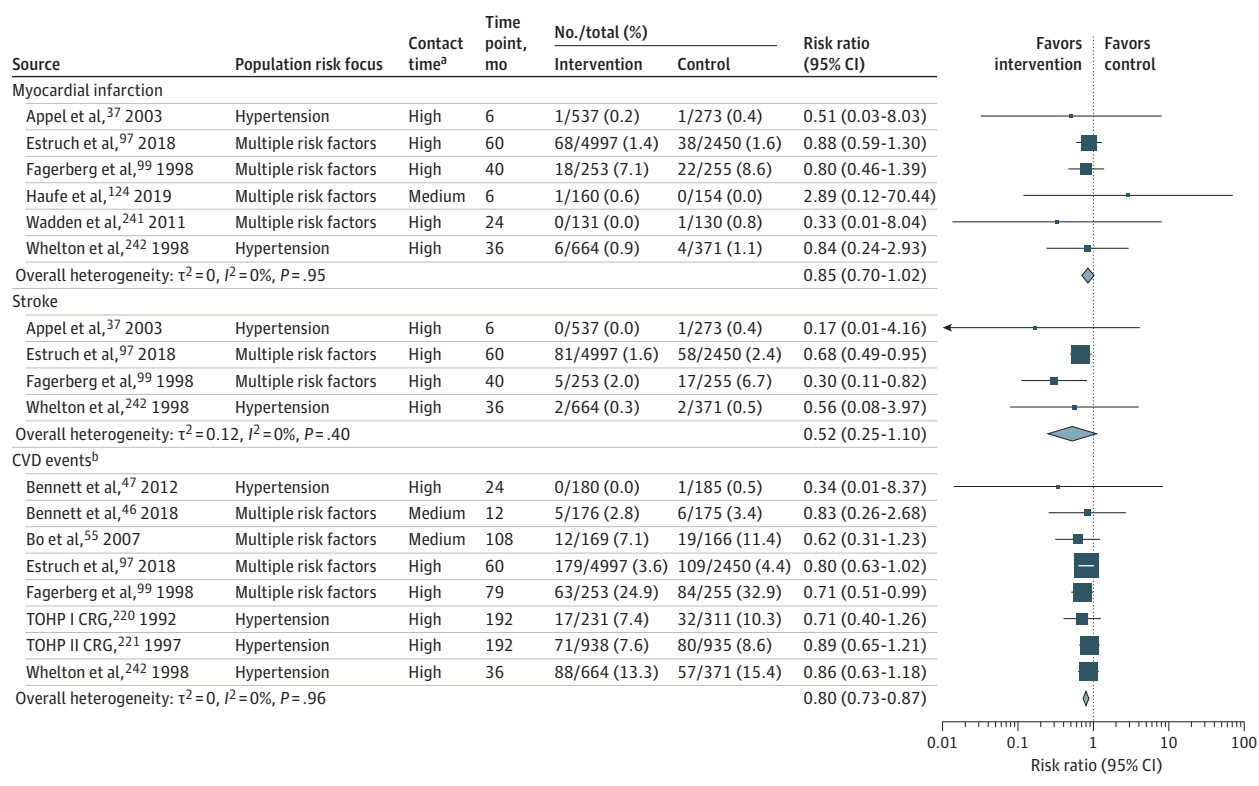 Source Population risk focus Contact timeᵃ Time point, mo No./total (%) Intervention Control Risk ratio (95% CI) Favors intervention Favors control
Myocardial infarction
Appel et al,³⁷ 2003 Hypertension High 6 1/537 (0.2) 1/273 (0.4) 0.51 (0.03-8.03)
Estruch et al,⁹⁷ 2018 Multiple risk factors High 60 68/4997 (1.4) 38/2450 (1.6) 0.88 (0.59-1.30)
Fagerberg et al,⁹⁹ 1998 Multiple risk factors High 40 18/253 (7.1) 22/255 (8.6) 0.80 (0.46-1.39)
Haufe et al,¹²⁴ 2019 Multiple risk factors Medium 6 1/160 (0.6) 0/154 (0.0) 2.89 (0.12-70.44)
Wadden et al,²⁴¹ 2011 Multiple risk factors High 24 0/131 (0.0) 1/130 (0.8) 0.33 (0.01-8.04)
Whelton et al,²⁴² 1998 Hypertension High 36 6/664 (0.9) 4/371 (1.1) 0.84 (0.24-2.93)
Overall heterogeneity: τ²=0, I²=0%, P=.95 0.85 (0.70-1.02)
Stroke
Appel et al,³⁷ 2003 Hypertension High 6 0/537 (0.0) 1/273 (0.4) 0.17 (0.01-4.16)
Estruch et al,⁹⁷ 2018 Multiple risk factors High 60 81/4997 (1.6) 58/2450 (2.4) 0.68 (0.49-0.95)
Fagerberg et al,⁹⁹ 1998 Multiple risk factors High 40 5/253 (2.0) 17/255 (6.7) 0.30 (0.11-0.82)
Whelton et al,²⁴² 1998 Hypertension High 36 2/664 (0.3) 2/371 (0.5) 0.56 (0.08-3.97)
Overall heterogeneity: τ²=0.12, I²=0%, P=.40 0.52 (0.25-1.10)
CVD eventsᵇ
Bennett et al,⁴⁷ 2012 Hypertension High 24 0/180 (0.0) 1/185 (0.5) 0.34 (0.01-8.37)
Bennett et al,⁴⁶ 2018 Multiple risk factors Medium 12 5/176 (2.8) 6/175 (3.4) 0.83 (0.26-2.68)
Bo et al,⁵⁵ 2007 Multiple risk factors Medium 108 12/169 (7.1) 19/166 (11.4) 0.62 (0.31-1.23)
Estruch et al,⁹⁷ 2018 Multiple risk factors High 60 179/4997 (3.6) 109/2450 (4.4) 0.80 (0.63-1.02)
Fagerberg et al,⁹⁹ 1998 Multiple risk factors High 79 63/253 (24.9) 84/255 (32.9) 0.71 (0.51-0.99)
TOHP I CRG,²²⁰ 1992 Hypertension High 192 17/231 (7.4) 32/311 (10.3) 0.71 (0.40-1.26)
TOHP II CRG,²²¹ 1997 Hypertension High 192 71/938 (7.6) 80/935 (8.6) 0.89 (0.65-1.21)
Whelton et al,²⁴² 1998 Hypertension High 36 88/664 (13.3) 57/371 (15.4) 0.86 (0.63-1.18)
Overall heterogeneity: τ²=0, I²=0%, P=.96 0.80 (0.73-0.87)
0.01 0.1 1 10 100
Risk ratio (95% CI)